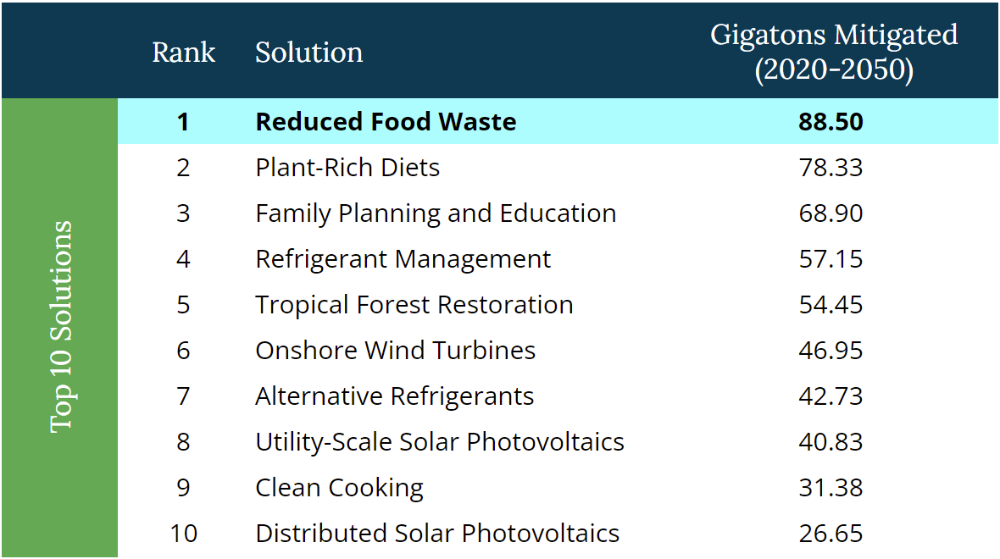 Rank Solution Gigatons Mitigated
(2020-2050)
Top 10 Solutions
1 Reduced Food Waste 88.50
2 Plant-Rich Diets 78.33
3 Family Planning and Education 68.90
4 Refrigerant Management 57.15
5 Tropical Forest Restoration 54.45
6 Onshore Wind Turbines 46.95
7 Alternative Refrigerants 42.73
8 Utility-Scale Solar Photovoltaics 40.83
9 Clean Cooking 31.38
10 Distributed Solar Photovoltaics 26.65